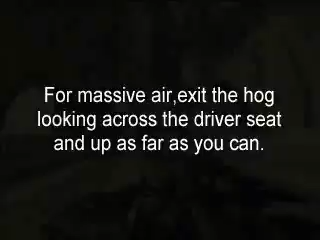 For massive air,exit the hog
looking across the driver seat
and up as far as you can.